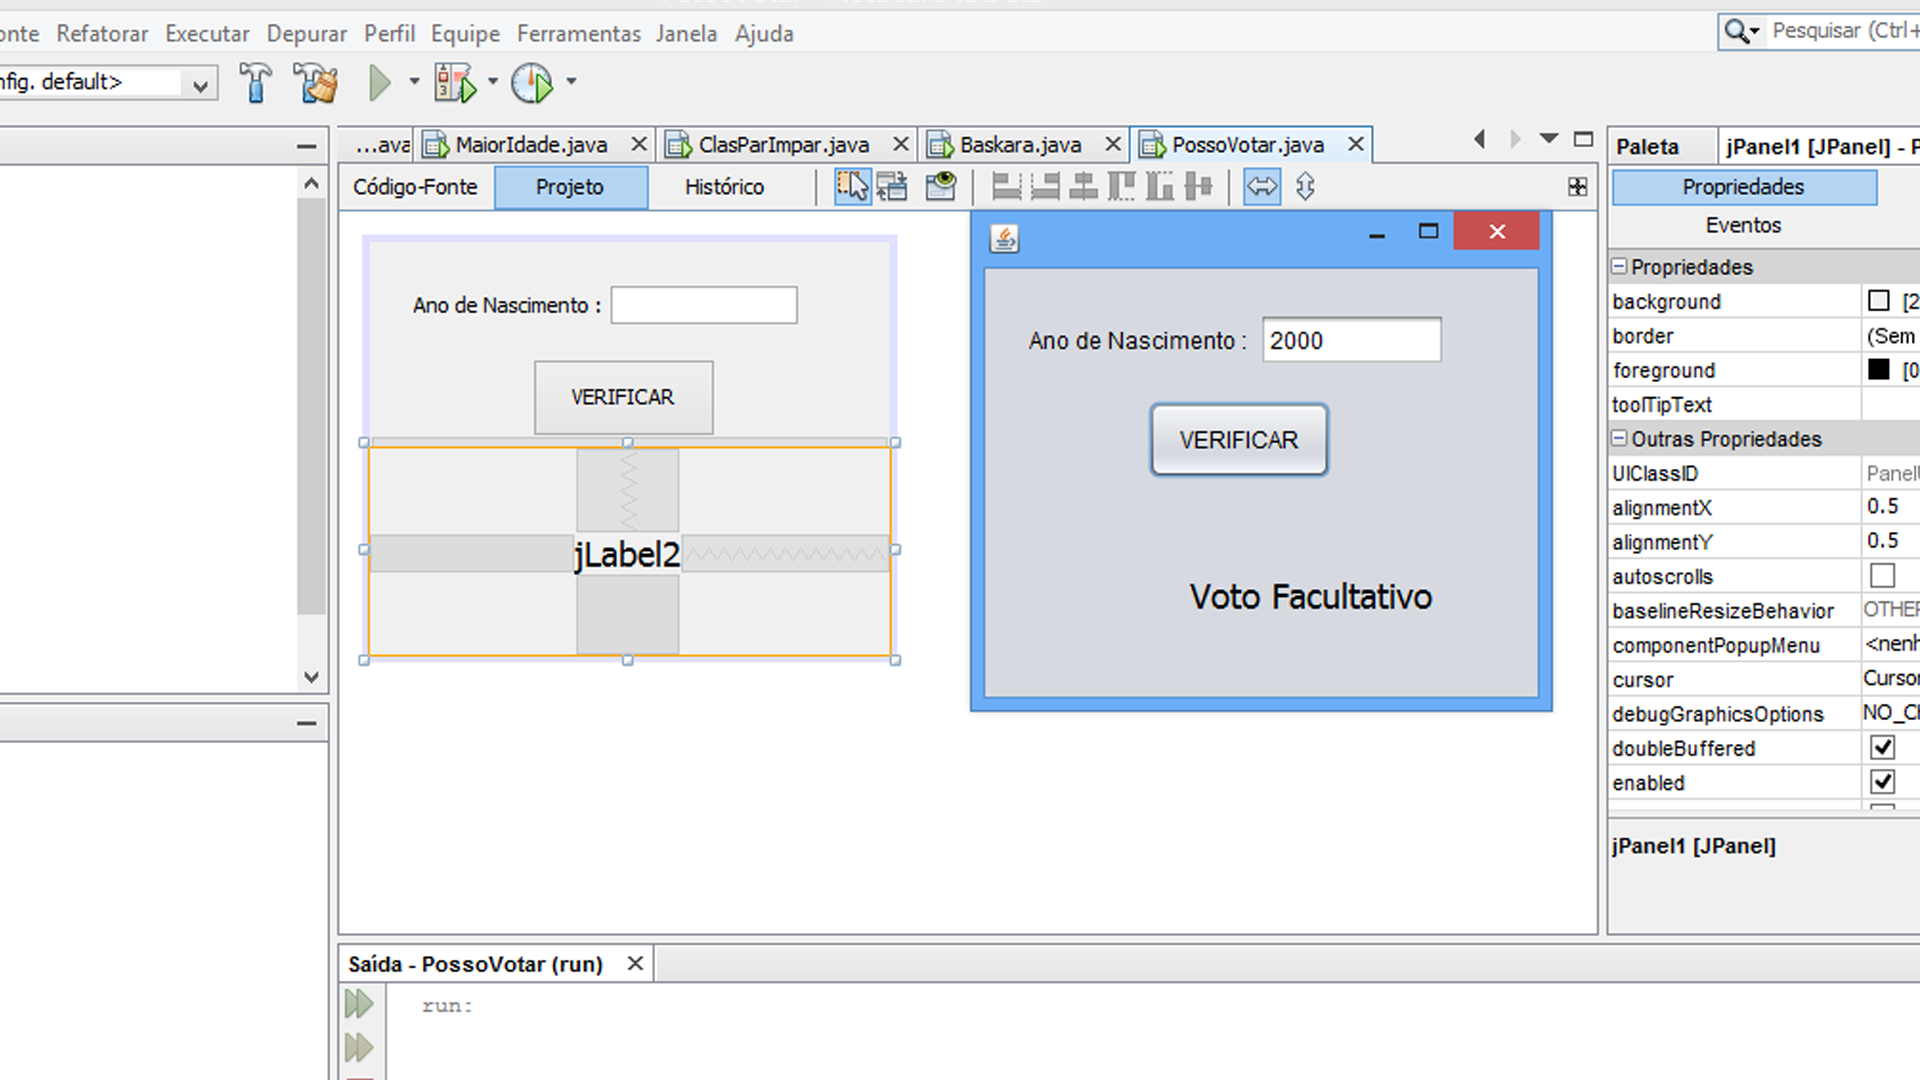 onte Refatorar Executar Depurar Perfil Equipe Ferramentas Janela Ajuda
Pesquisar (Ctrl+
nfig. default>
...ava MaiorIdade.java ClasParImpar.java Baskara.java PossoVotar.java
Paleta jPanel1 [JPanel] - P
Código-Fonte Projeto Histórico
Propriedades
Eventos
Ano de Nascimento :
VERIFICAR
jLabel2
Ano de Nascimento : 2000
VERIFICAR
Voto Facultativo
Propriedades
background [2
border (Sem
foreground [0
toolTipText
Outras Propriedades
UIClassID Panel
alignmentX 0.5
alignmentY 0.5
autoscrolls
baselineResizeBehavior OTHER
componentPopupMenu <nenh
cursor Cursor
debugGraphicsOptions NO_CH
doubleBuffered
enabled
jPanel1 [JPanel]
Saída - PossoVotar (run)
run: